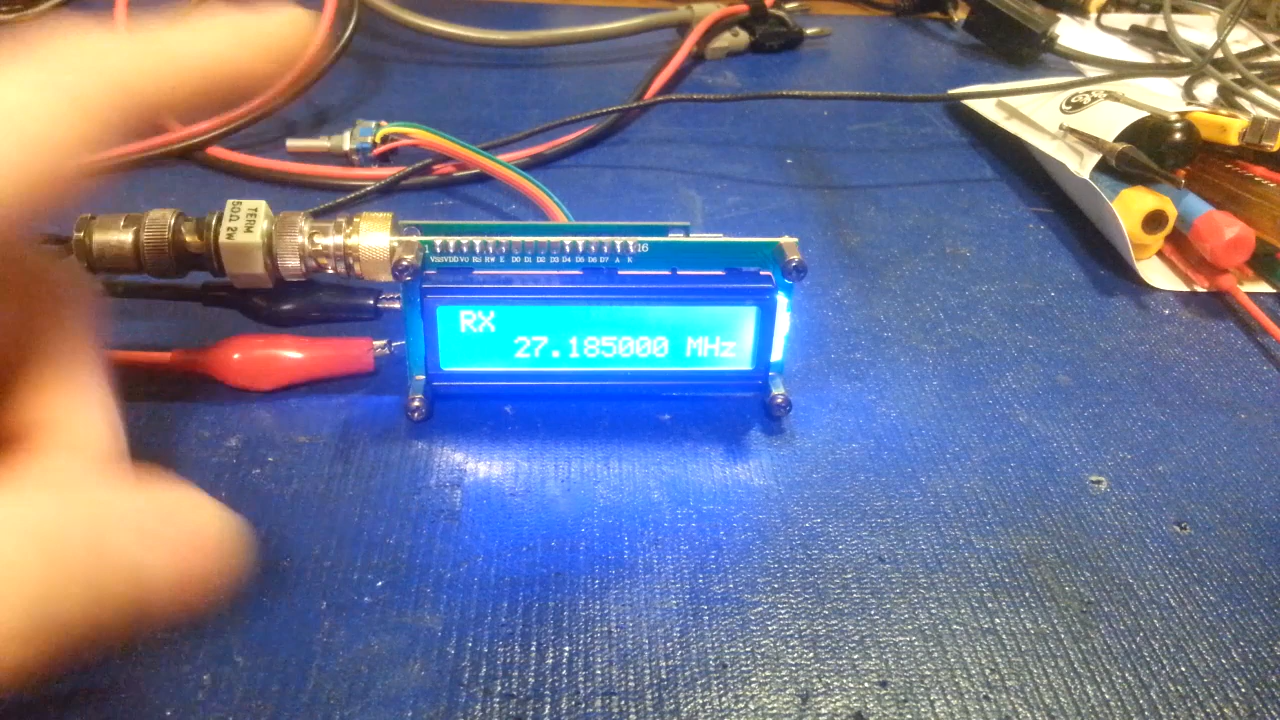 TERM
50Ω 2W
1 16
VSS VDD VO RS RW E D0 D1 D2 D3 D4 D5 D6 D7 A K
RX
27.185000 MHz